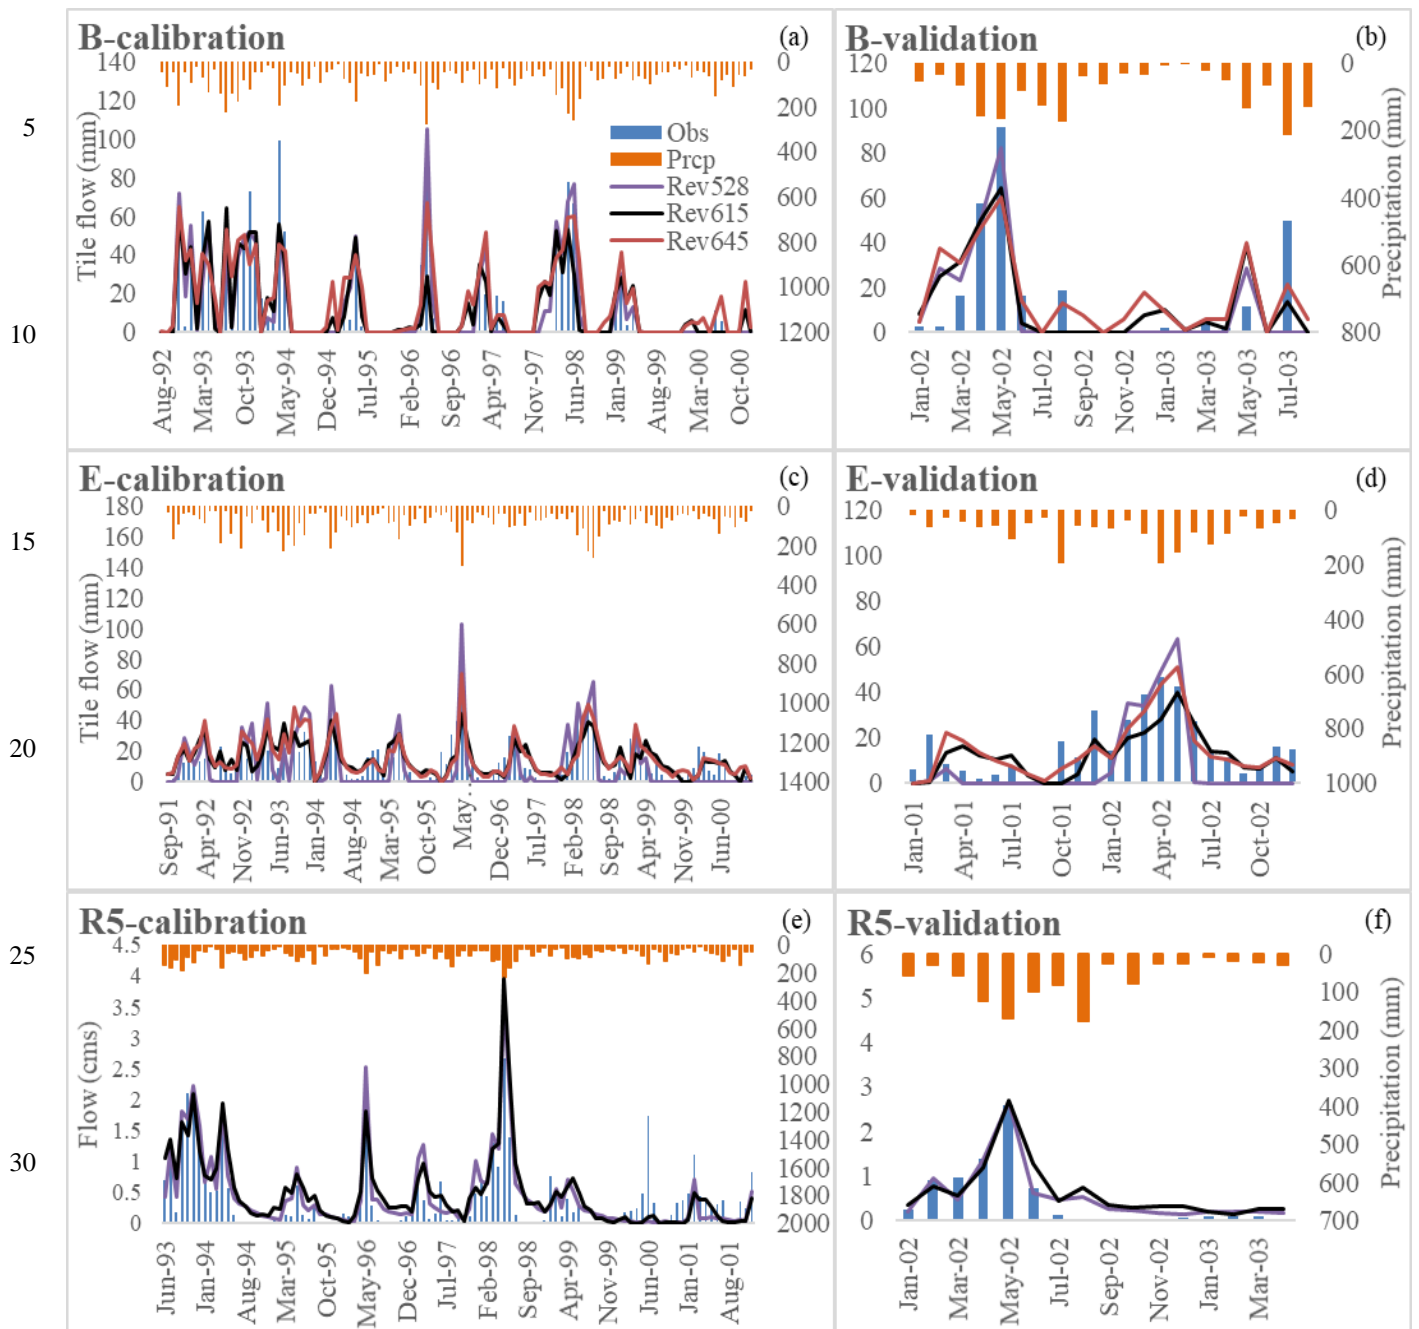 B-calibration
(a)
140
120
100
80
60
40
20
0
Tile flow (mm)
0
200
400
600
800
1000
1200
Obs
Prcp
Rev528
Rev615
Rev645
Aug-92
Mar-93
Oct-93
May-94
Dec-94
Jul-95
Feb-96
Sep-96
Apr-97
Nov-97
Jun-98
Jan-99
Aug-99
Mar-00
Oct-00
B-validation
(b)
120
100
80
60
40
20
0
0
200
400
600
800
Precipitation (mm)
Jan-02
Mar-02
May-02
Jul-02
Sep-02
Nov-02
Jan-03
Mar-03
May-03
Jul-03
5
10
E-calibration
(c)
180
160
140
120
100
80
60
40
20
0
Tile flow (mm)
0
200
400
600
800
1000
1200
1400
Sep-91
Apr-92
Nov-92
Jun-93
Jan-94
Aug-94
Mar-95
Oct-95
May…
Dec-96
Jul-97
Feb-98
Sep-98
Apr-99
Nov-99
Jun-00
E-validation
(d)
120
100
80
60
40
20
0
0
200
400
600
800
1000
Precipitation (mm)
Jan-01
Apr-01
Jul-01
Oct-01
Jan-02
Apr-02
Jul-02
Oct-02
15
20
R5-calibration
(e)
4.5
4
3.5
3
2.5
2
1.5
1
0.5
0
Flow (cms)
0
200
400
600
800
1000
1200
1400
1600
1800
2000
Jun-93
Jan-94
Aug-94
Mar-95
Oct-95
May-96
Dec-96
Jul-97
Feb-98
Sep-98
Apr-99
Nov-99
Jun-00
Jan-01
Aug-01
R5-validation
(f)
6
5
4
3
2
1
0
0
100
200
300
400
500
600
700
Precipitation (mm)
Jan-02
Mar-02
May-02
Jul-02
Sep-02
Nov-02
Jan-03
Mar-03
25
30